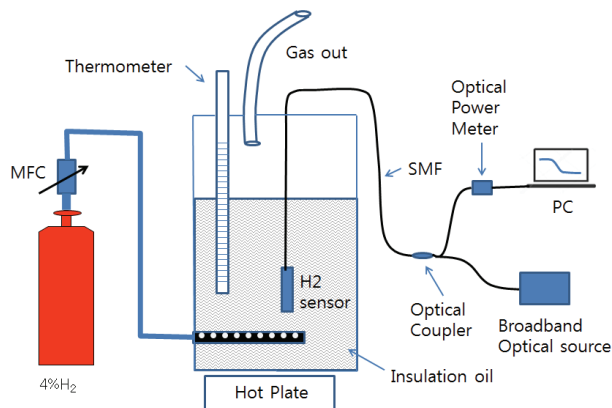 Gas out
Thermometer
Optical
Power
Meter
MFC
SMF
PC
H2
sensor
Optical
Coupler
Broadband
Optical source
Insulation oil
4%H₂
Hot Plate